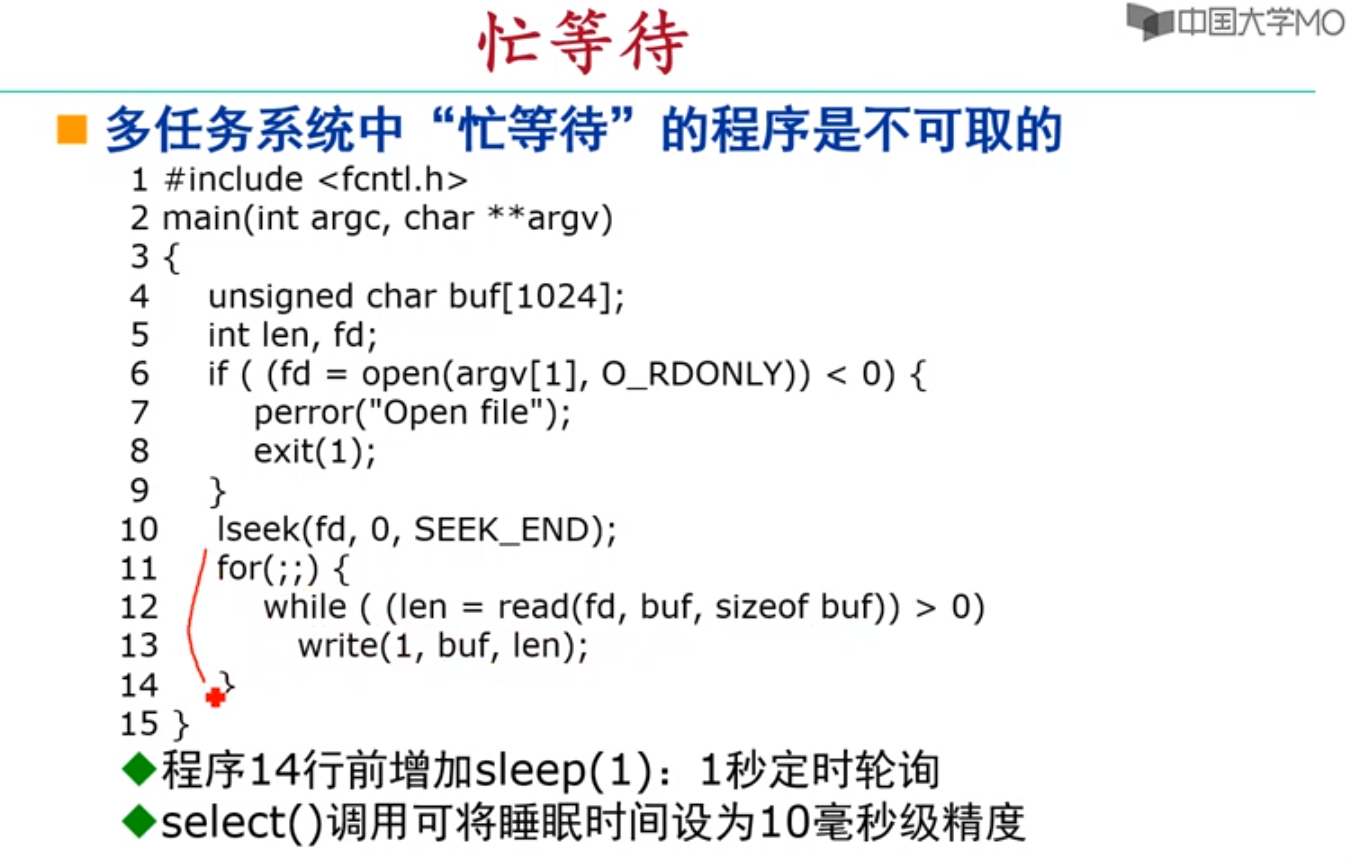 忙等待
中国大学MO
多任务系统中“忙等待”的程序是不可取的
1 #include <fcntl.h>
2 main(int argc, char **argv)
3 {
4 unsigned char buf[1024];
5 int len, fd;
6 if ( (fd = open(argv[1], O_RDONLY)) < 0) {
7 perror("Open file");
8 exit(1);
9 }
10 lseek(fd, 0, SEEK_END);
11 for(;;) {
12 while ( (len = read(fd, buf, sizeof buf)) > 0)
13 write(1, buf, len);
14 }
15 }
程序14行前增加sleep(1)：1秒定时轮询
select()调用可将睡眠时间设为10毫秒级精度